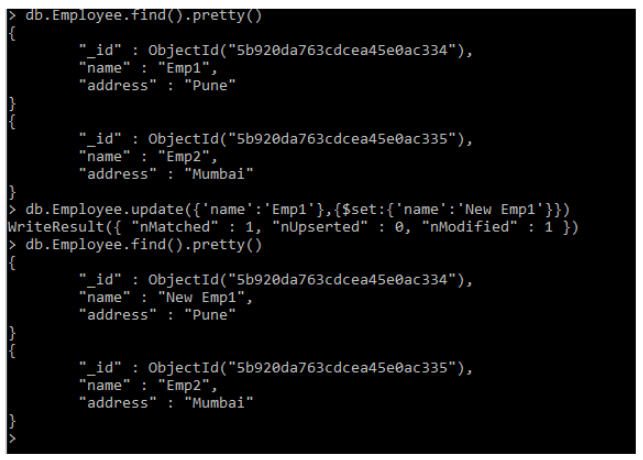 > db.Employee.find().pretty()
{
        "_id" : ObjectId("5b920da763cdcea45e0ac334"),
        "name" : "Emp1",
        "address" : "Pune"
}
{
        "_id" : ObjectId("5b920da763cdcea45e0ac335"),
        "name" : "Emp2",
        "address" : "Mumbai"
}
> db.Employee.update({'name':'Emp1'},{$set:{'name':'New Emp1'}})
WriteResult({ "nMatched" : 1, "nUpserted" : 0, "nModified" : 1 })
> db.Employee.find().pretty()
{
        "_id" : ObjectId("5b920da763cdcea45e0ac334"),
        "name" : "New Emp1",
        "address" : "Pune"
}
{
        "_id" : ObjectId("5b920da763cdcea45e0ac335"),
        "name" : "Emp2",
        "address" : "Mumbai"
}
>